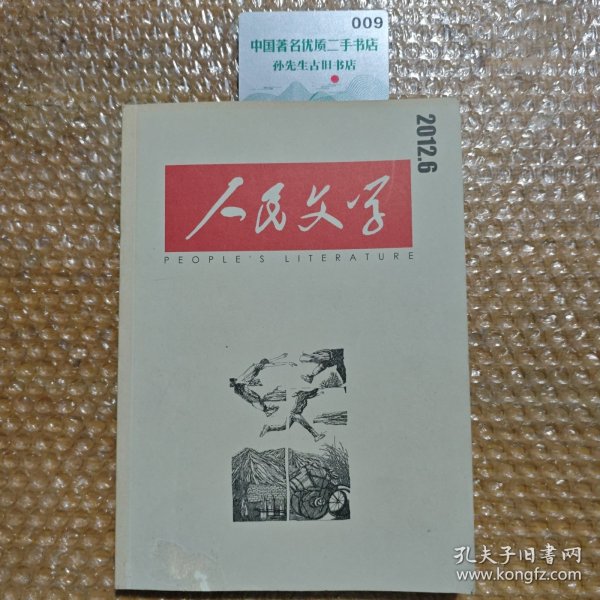 009
中国著名优质二手书店
孙先生古旧书店
2012.6
人民文学
PEOPLE'S LITERATURE
孔夫子旧书网
www.kongfz.com